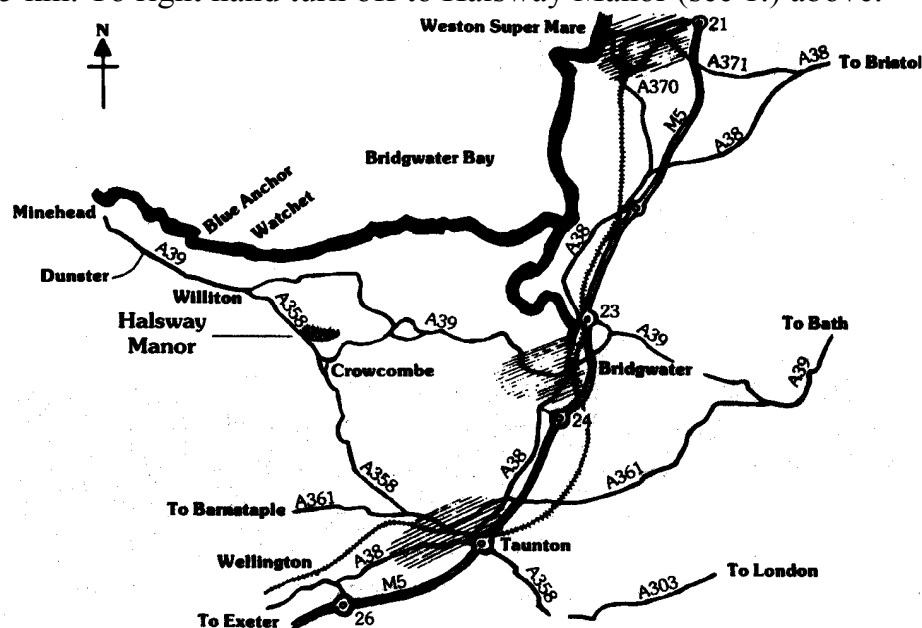 To right hand turn off to Halsway Manor (see 1.) above.
N
Weston Super Mare
21
A371
A38
To Bristol
A370
M5
A38
Bridgwater Bay
Blue Anchor
Minehead
Watchet
A38
A39
Dunster
Williton
A358
23
Halsway
Manor
A39
To Bath
A39
Crowcombe
Bridgwater
A39
24
A38
A358
A361
To Barnstaple
A361
Wellington
A38
Taunton
M5
A358
A303
To London
To Exeter
26